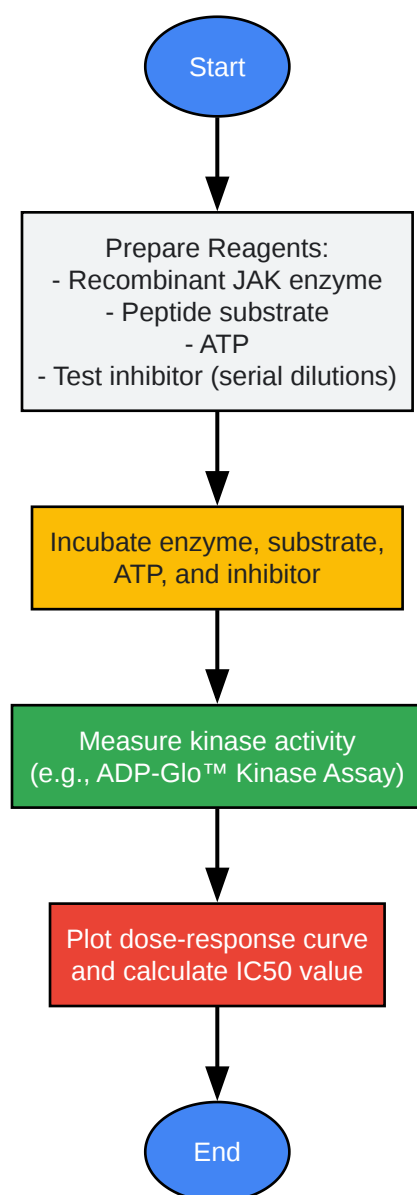 Start
Prepare Reagents:
- Recombinant JAK enzyme
- Peptide substrate
- ATP
- Test inhibitor (serial dilutions)
Incubate enzyme, substrate,
ATP, and inhibitor
Measure kinase activity
(e.g., ADP-Glo™ Kinase Assay)
Plot dose-response curve
and calculate IC50 value
End